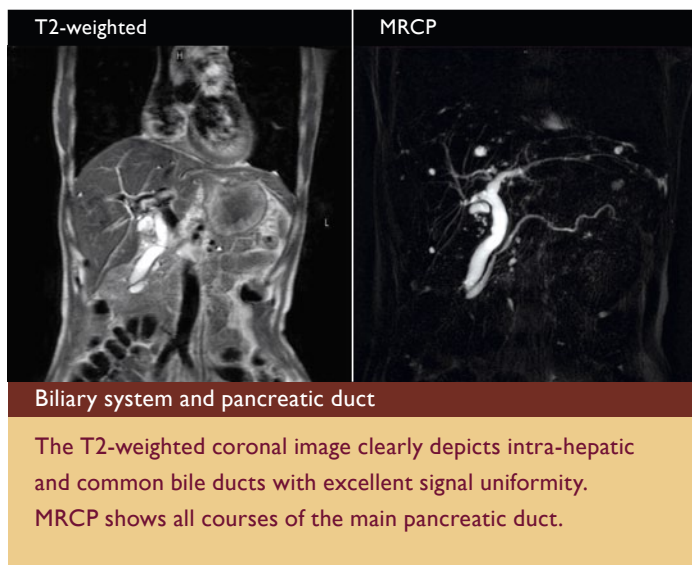 T2-weighted
MRCP
H
L
Biliary system and pancreatic duct
The T2-weighted coronal image clearly depicts intra-hepatic
and common bile ducts with excellent signal uniformity.
MRCP shows all courses of the main pancreatic duct.